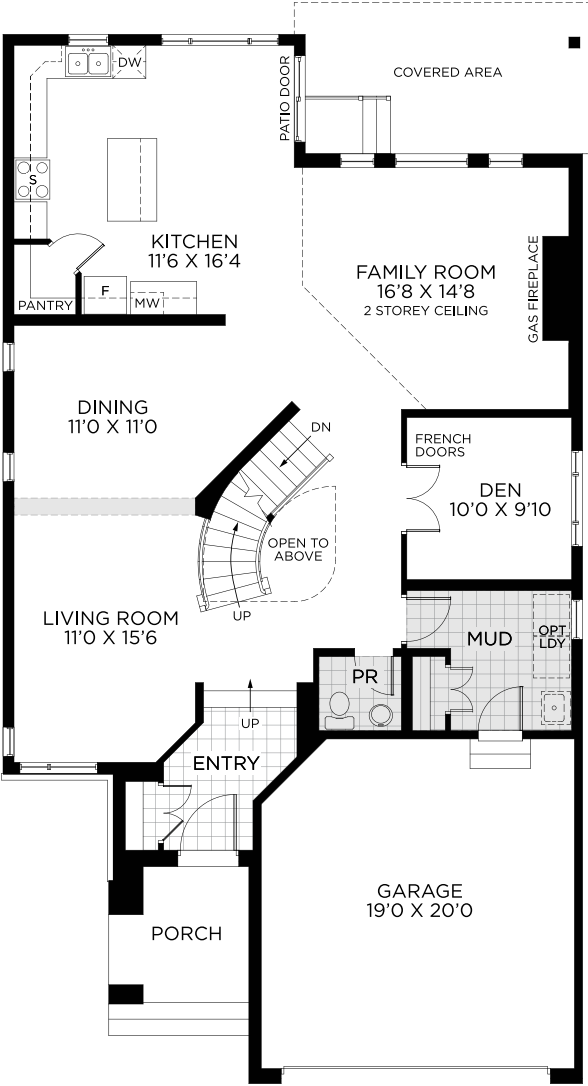 DW
PATIO DOOR
COVERED AREA
S
KITCHEN
11'6 X 16'4
PANTRY
F
MW
FAMILY ROOM
16'8 X 14'8
2 STOREY CEILING
GAS FIREPLACE
DINING
11'0 X 11'0
DN
FRENCH
DOORS
DEN
10'0 X 9'10
OPEN TO
ABOVE
UP
LIVING ROOM
11'0 X 15'6
MUD
OPT
LDY
PR
UP
ENTRY
GARAGE
19'0 X 20'0
PORCH